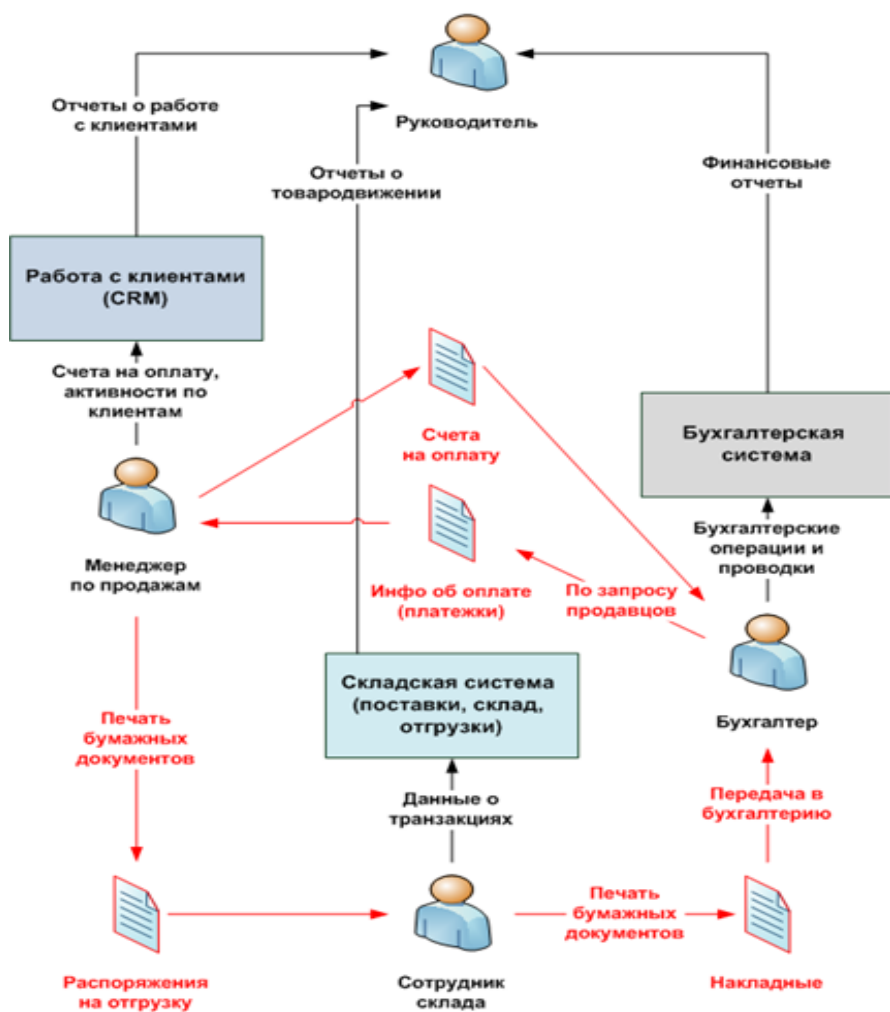 Руководитель
Отчеты о работе
с клиентами
Отчеты о
товародвижении
Финансовые
отчеты
Работа с клиентами
(CRM)
Счета на оплату,
активности по
клиентам
Счета
на оплату
Бухгалтерская
система
Менеджер
по продажам
Инфо об оплате
(платежки)
По запросу
продавцов
Бухгалтерские
операции и
проводки
Складская система
(поставки, склад,
отгрузки)
Бухгалтер
Печать
бумажных
документов
Данные о
транзакциях
Передача в
бухгалтерию
Печать
бумажных
документов
Распоряжения
на отгрузку
Сотрудник
склада
Накладные